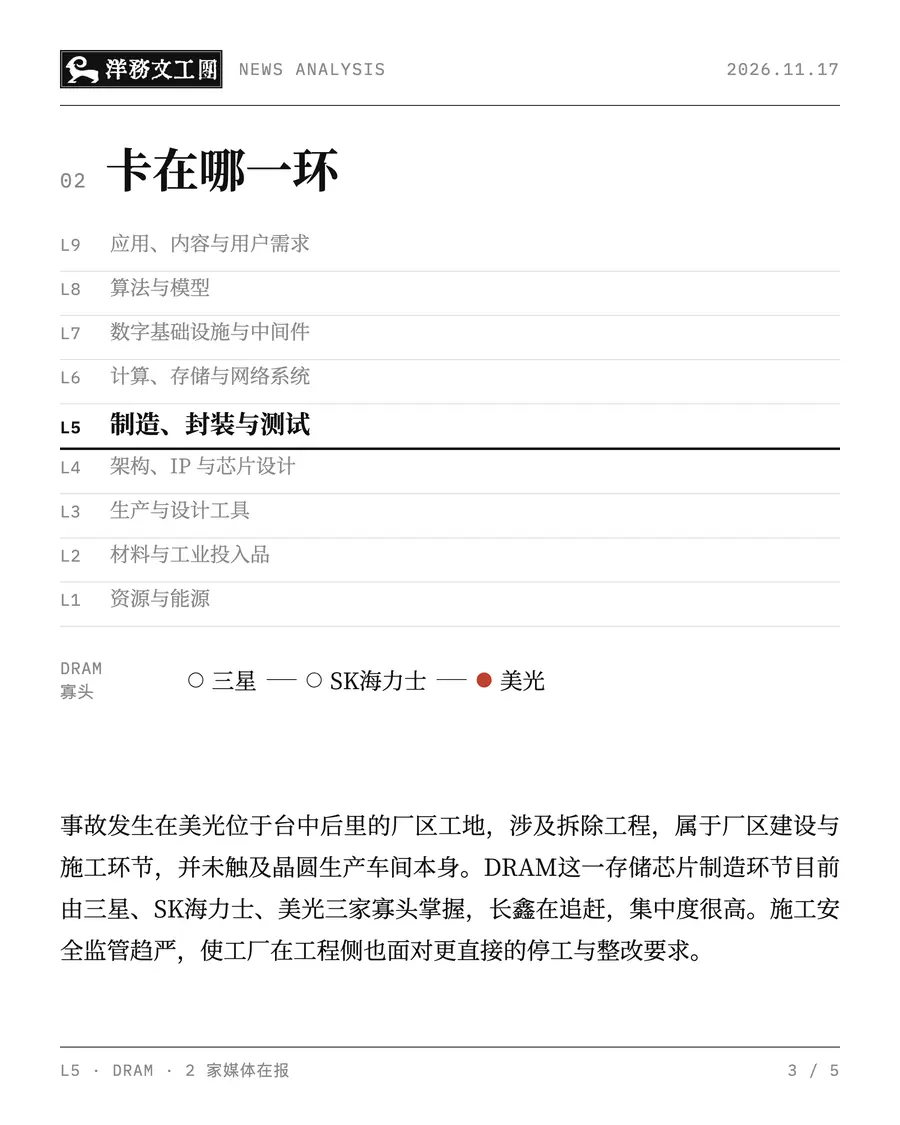 洋務文工團 NEWS ANALYSIS 2026.11.17
02 卡在哪一环
L9 应用、内容与用户需求
L8 算法与模型
L7 数字基础设施与中间件
L6 计算、存储与网络系统
L5 制造、封装与测试
L4 架构、IP 与芯片设计
L3 生产与设计工具
L2 材料与工业投入品
L1 资源与能源
DRAM
寡头
三星 — SK海力士 — 美光
事故发生在美光位于台中后里的厂区工地，涉及拆除工程，属于厂区建设与
施工环节，并未触及晶圆生产车间本身。DRAM这一存储芯片制造环节目前
由三星、SK海力士、美光三家寡头掌握，长鑫在追赶，集中度很高。施工安
全监管趋严，使工厂在工程侧也面对更直接的停工与整改要求。
L5 · DRAM · 2 家媒体在报 3 / 5